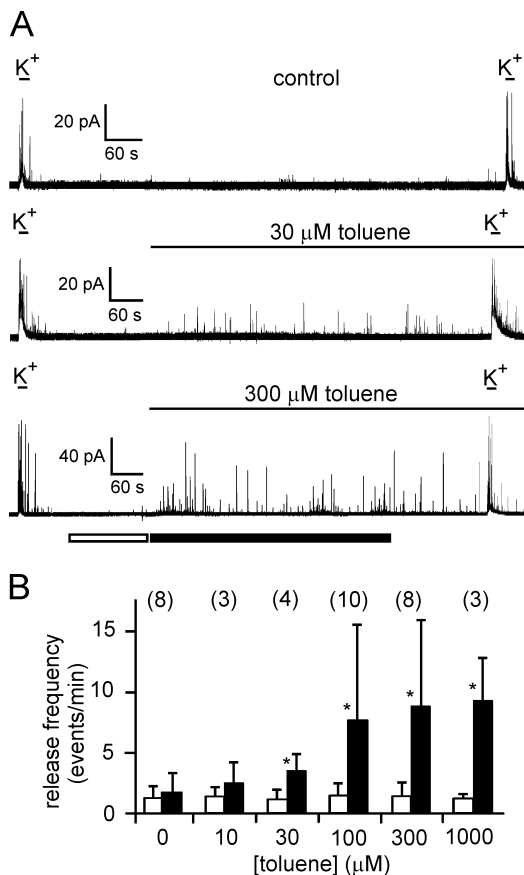 A
K+ control K+
20 pA
60 s
K+ 30 μM toluene K+
20 pA
60 s
K+ 300 μM toluene K+
40 pA
60 s
B
(8) (3) (4) (10) (8) (3)
15
10
5
0
* * * *
release frequency
(events/min)
0 10 30 100 300 1000
[toluene] (μM)